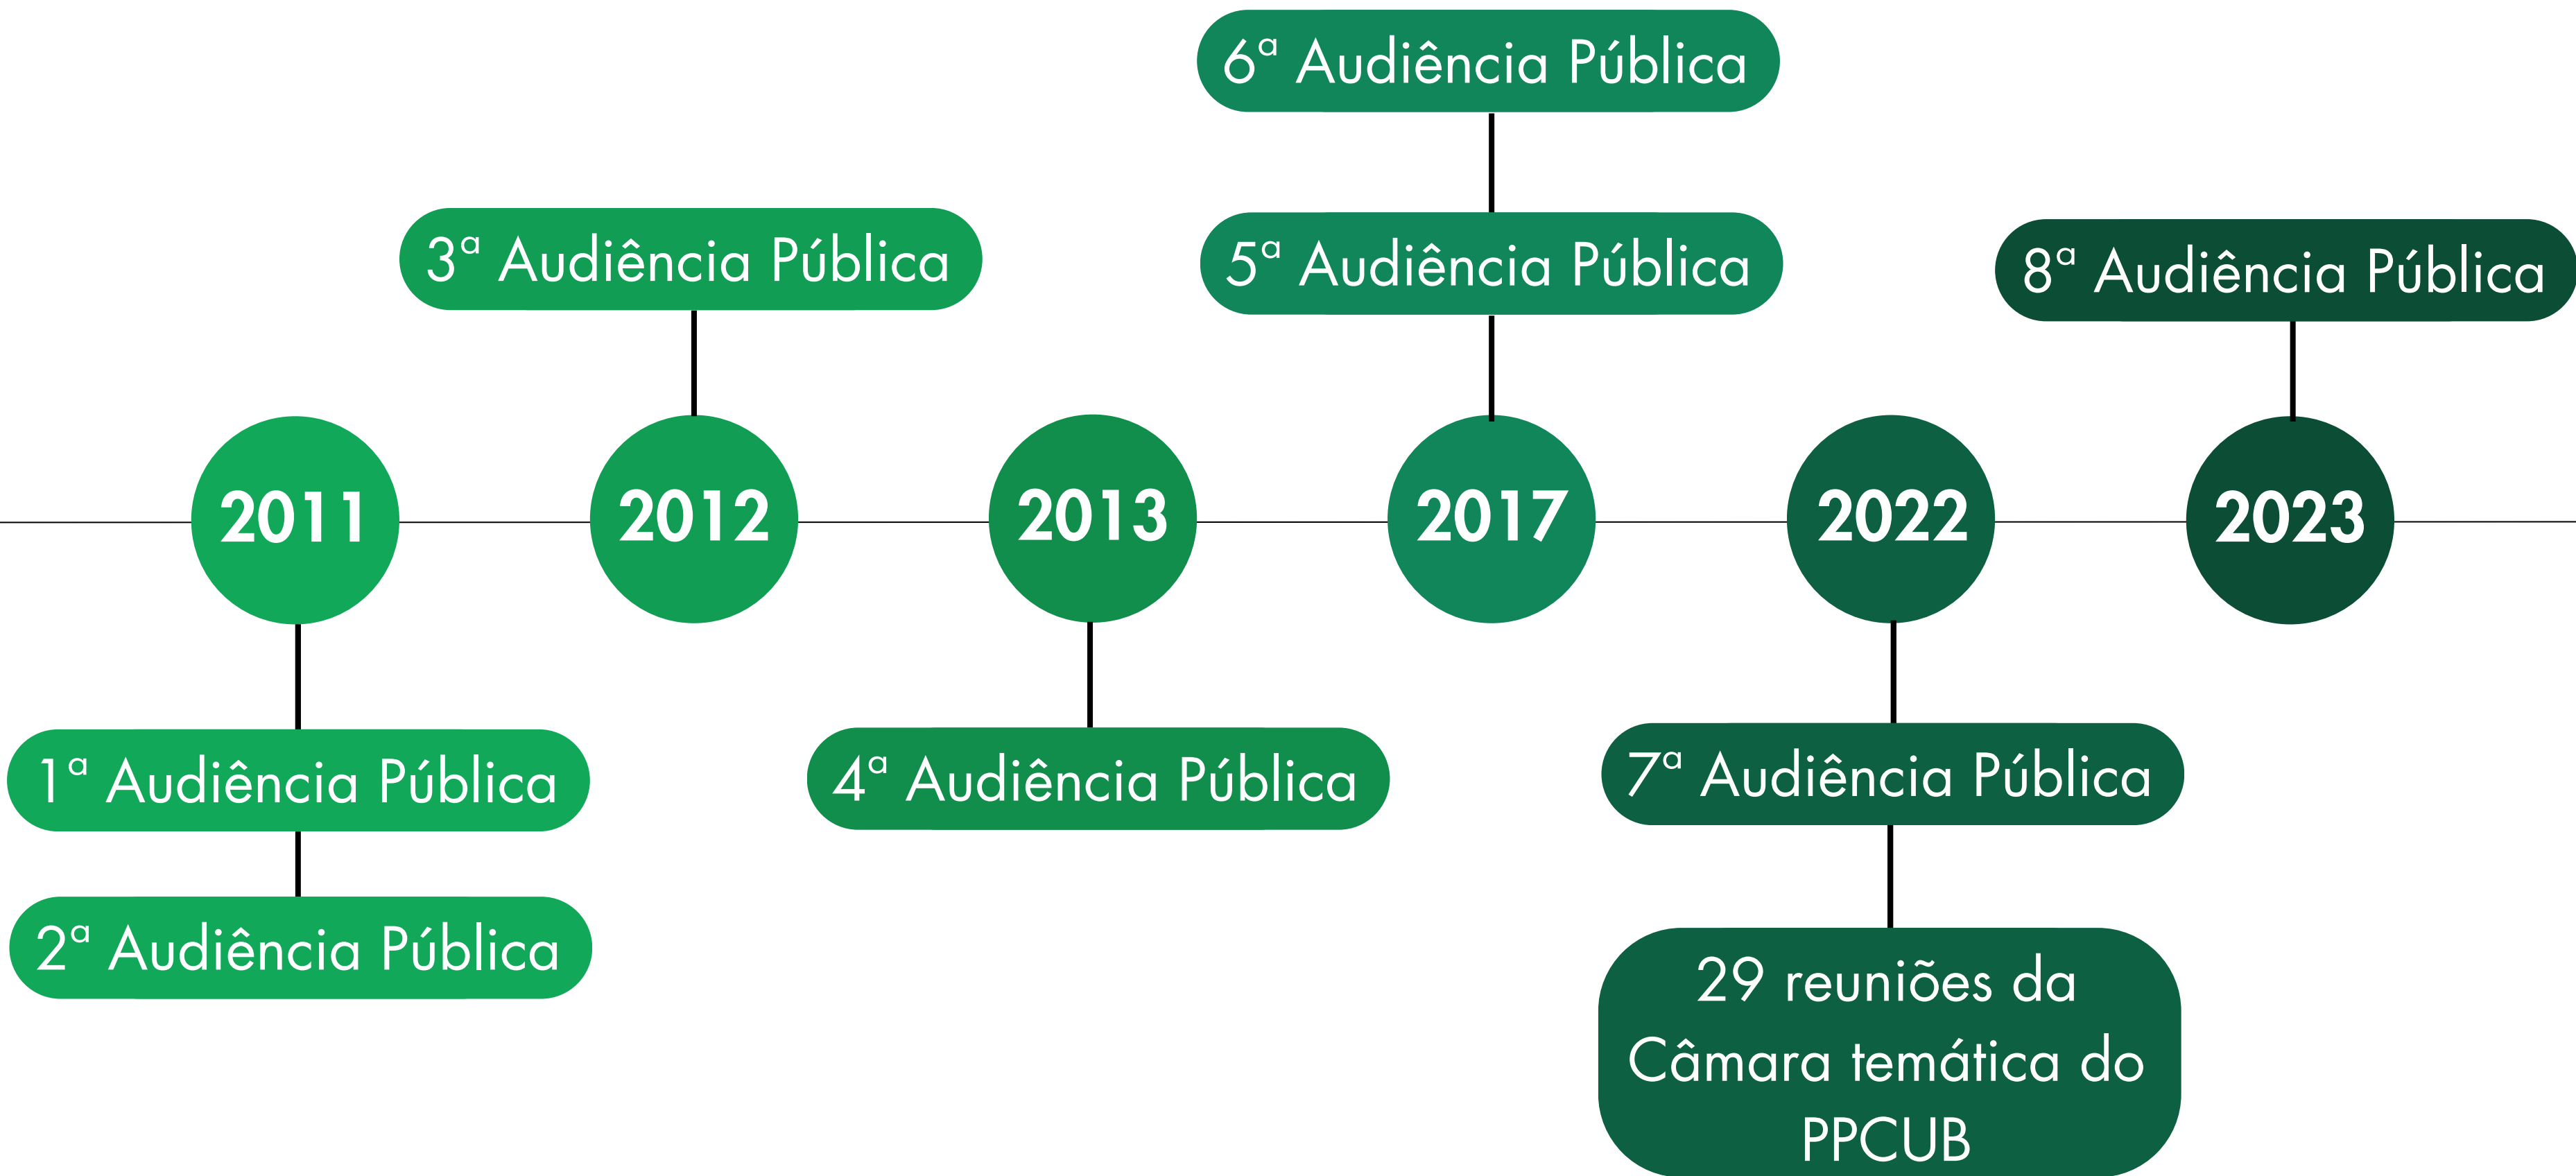 6ª Audiência Pública
3ª Audiência Pública
5ª Audiência Pública
8ª Audiência Pública
2011
2012
2013
2017
2022
2023
1ª Audiência Pública
4ª Audiência Pública
7ª Audiência Pública
2ª Audiência Pública
29 reuniões da
Câmara temática do
PPCUB